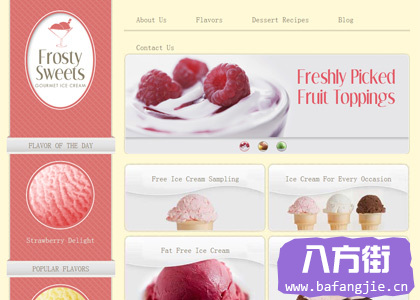 About Us Flavors Dessert Recipes Blog
Contact Us
Frosty
Sweets
GOURMET ICE CREAM
Freshly Picked
Fruit Toppings
FLAVOR OF THE DAY
Free Ice Cream Sampling
Ice Cream For Every Occasion
Strawberry Delight
Fat Free Ice Cream
POPULAR FLAVORS
八方街
www.bafangjie.cn